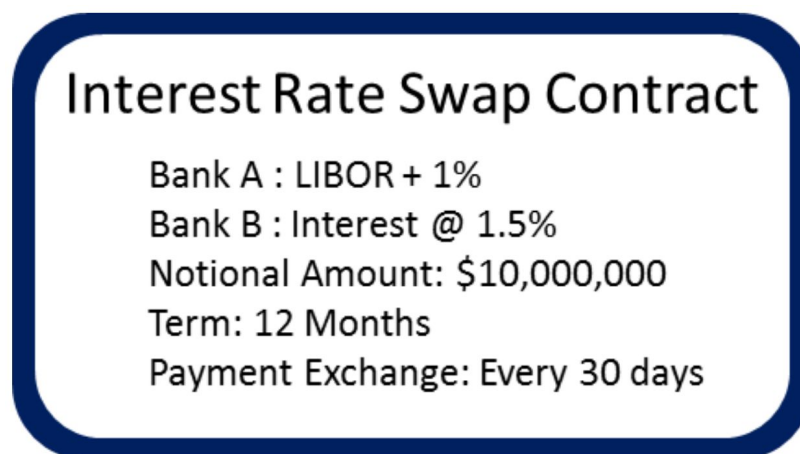 Interest Rate Swap Contract
Bank A : LIBOR + 1%
Bank B : Interest @ 1.5%
Notional Amount: $10,000,000
Term: 12 Months
Payment Exchange: Every 30 days